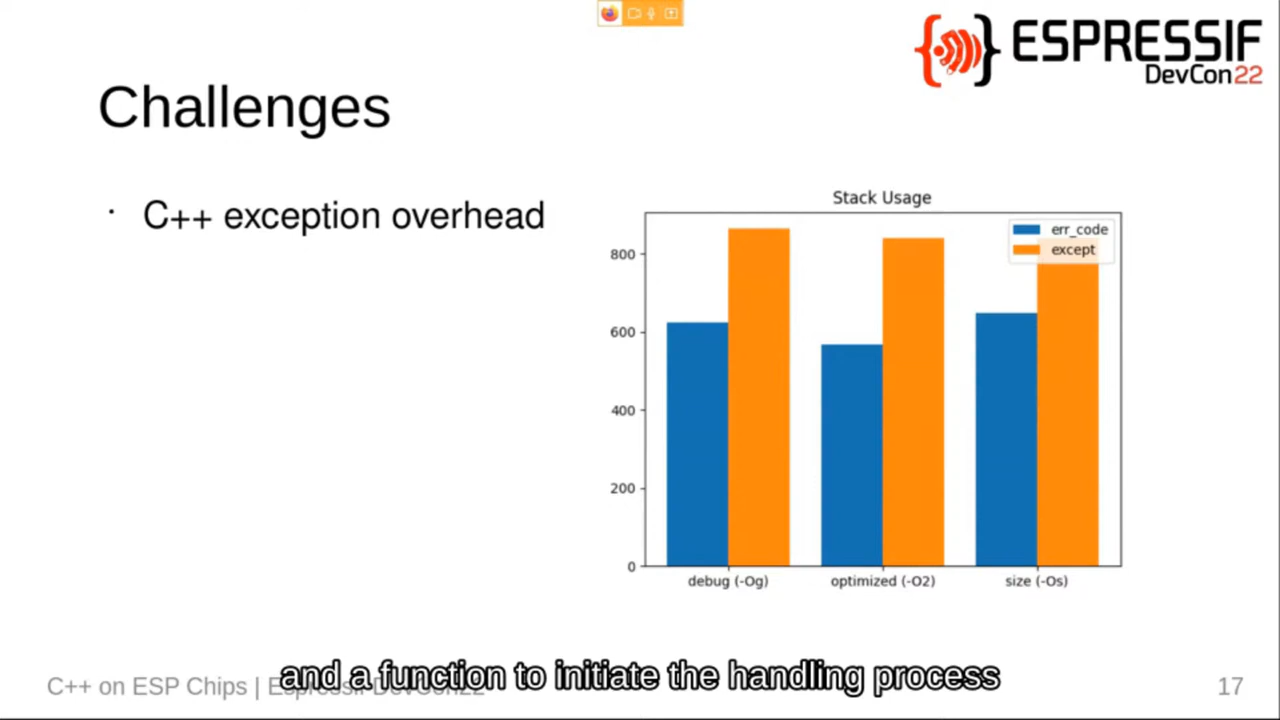 ESPRESSIF
DevCon22
Challenges
· C++ exception overhead
Stack Usage
err_code
except
800
600
400
200
0
debug (-Og)
optimized (-O2)
size (-Os)
and a function to initiate the handling process
C++ on ESP Chips | Espressif DevCon22
17